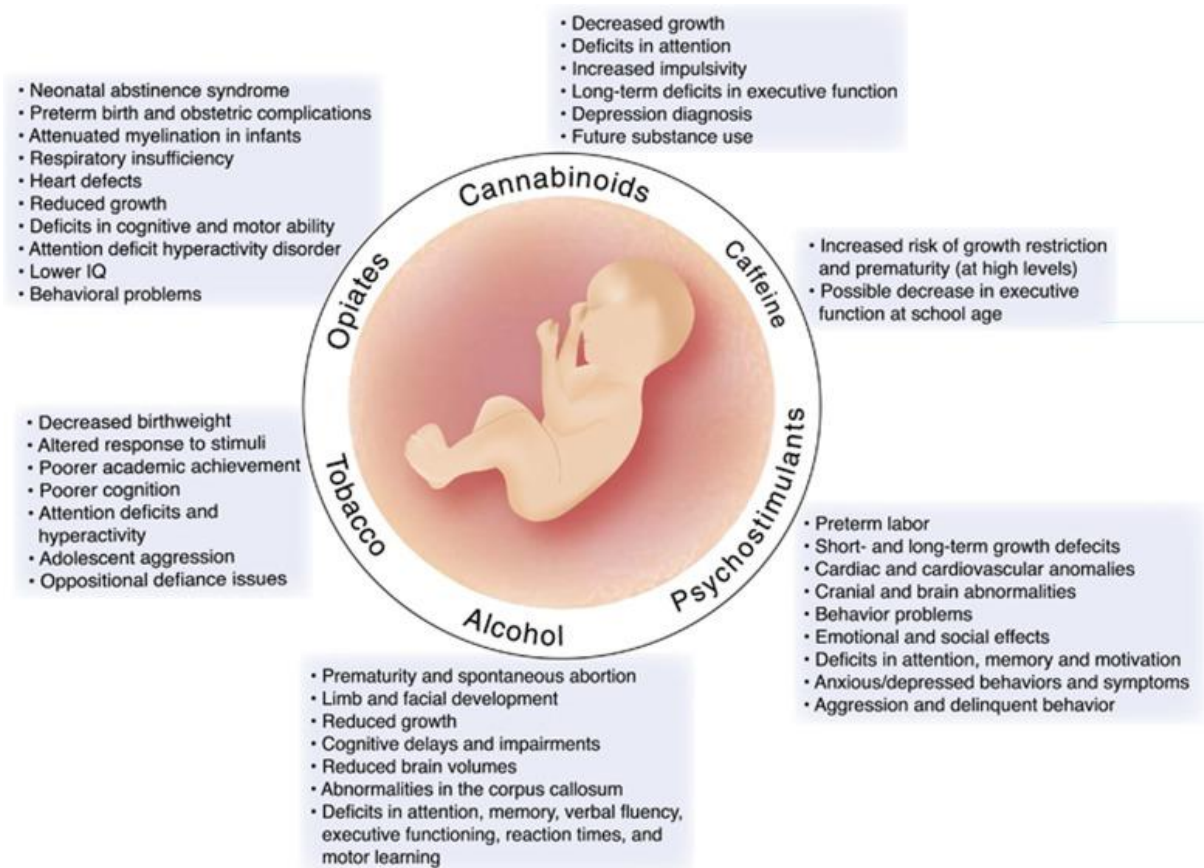 • Decreased growth
• Deficits in attention
• Increased impulsivity
• Long-term deficits in executive function
• Depression diagnosis
• Future substance use
• Neonatal abstinence syndrome
• Preterm birth and obstetric complications
• Attenuated myelination in infants
• Respiratory insufficiency
• Heart defects
• Reduced growth
• Deficits in cognitive and motor ability
• Attention deficit hyperactivity disorder
• Lower IQ
• Behavioral problems
Cannabinoids
Opiates
Caffeine
• Increased risk of growth restriction
and prematurity (at high levels)
• Possible decrease in executive
function at school age
• Decreased birthweight
• Altered response to stimuli
• Poorer academic achievement
• Poorer cognition
• Attention deficits and
hyperactivity
• Adolescent aggression
• Oppositional defiance issues
Tobacco
Alcohol
Psychostimulants
• Preterm labor
• Short- and long-term growth defecits
• Cardiac and cardiovascular anomalies
• Cranial and brain abnormalities
• Behavior problems
• Emotional and social effects
• Deficits in attention, memory and motivation
• Anxious/depressed behaviors and symptoms
• Aggression and delinquent behavior
• Prematurity and spontaneous abortion
• Limb and facial development
• Reduced growth
• Cognitive delays and impairments
• Reduced brain volumes
• Abnormalities in the corpus callosum
• Deficits in attention, memory, verbal fluency,
executive functioning, reaction times, and
motor learning